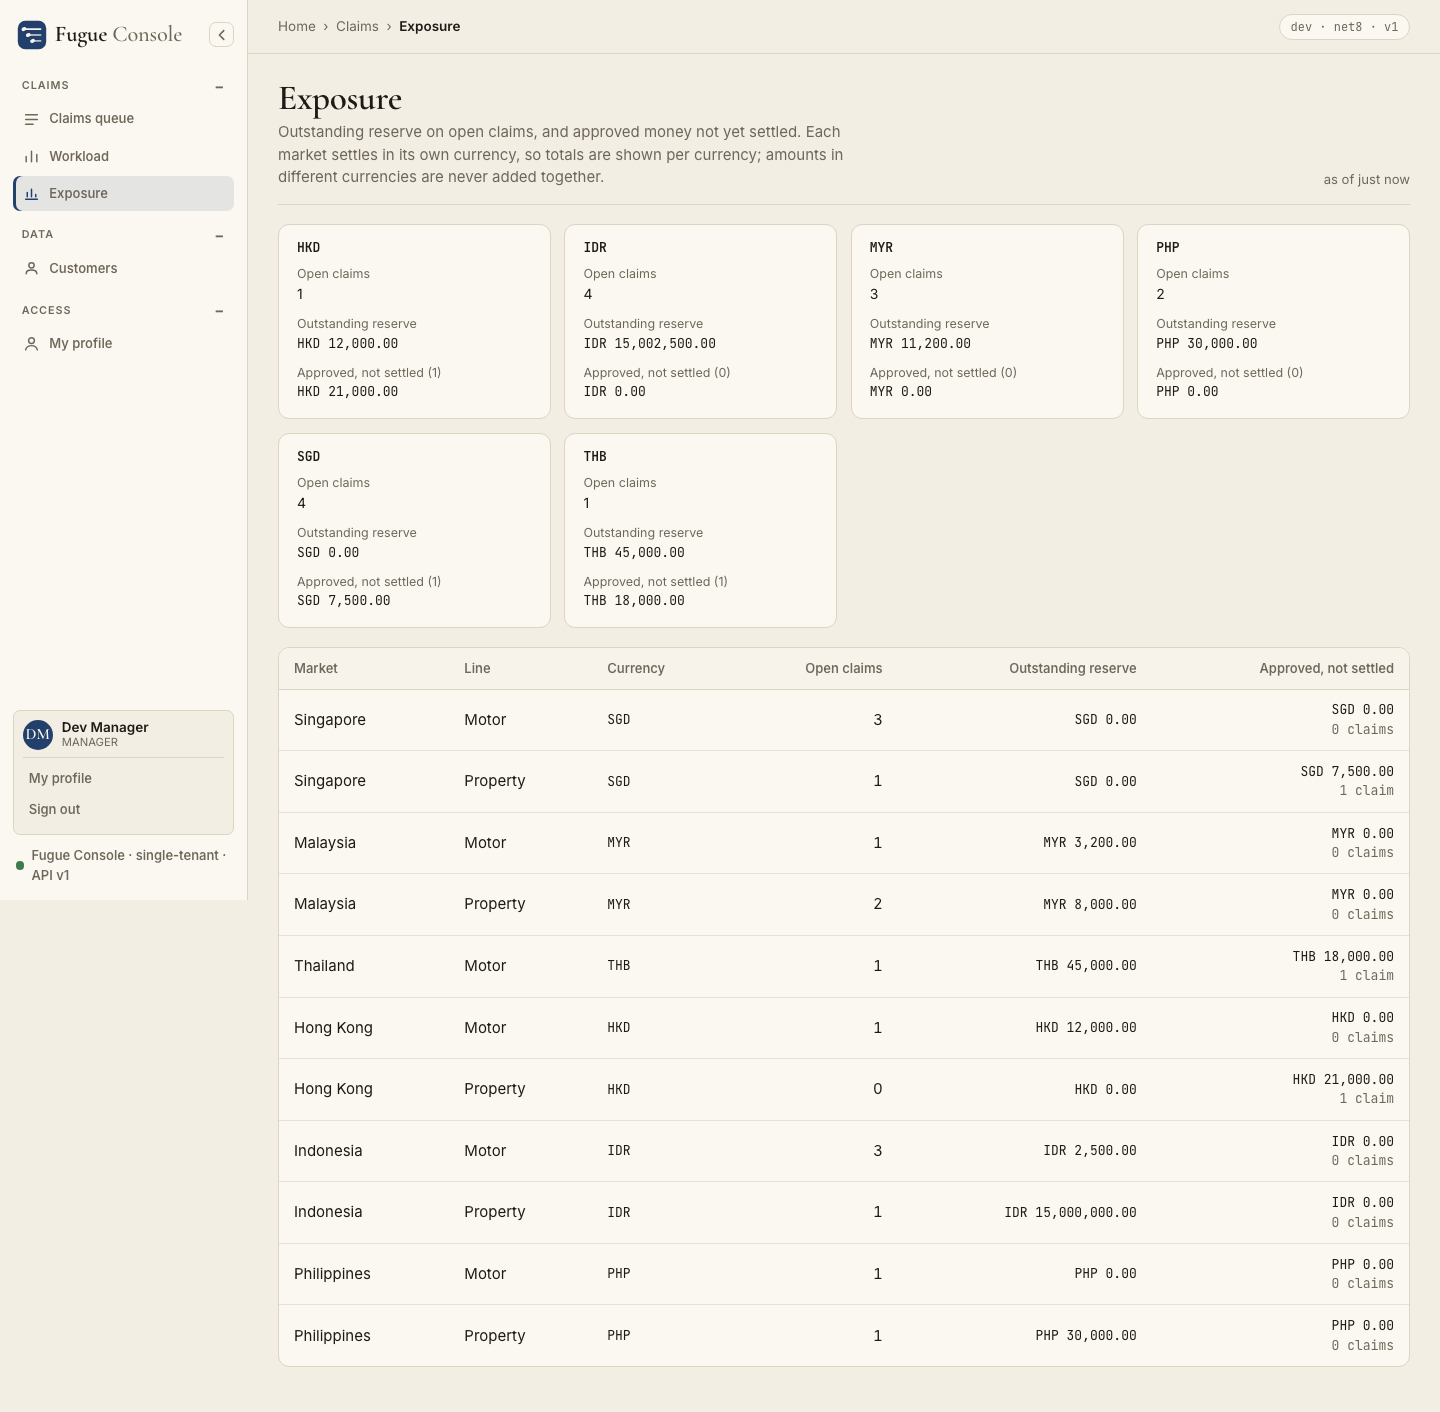 Fugue Console
CLAIMS
Claims queue
Workload
Exposure
DATA
Customers
ACCESS
My profile
Dev Manager
DM
MANAGER
My profile
Sign out
Fugue Console · single-tenant ·
API v1
Home › Claims › Exposure
dev · net8 · v1
Exposure
Outstanding reserve on open claims, and approved money not yet settled. Each
market settles in its own currency, so totals are shown per currency; amounts in
different currencies are never added together.
as of just now
HKD
Open claims
1
Outstanding reserve
HKD 12,000.00
Approved, not settled (1)
HKD 21,000.00
IDR
Open claims
4
Outstanding reserve
IDR 15,002,500.00
Approved, not settled (0)
IDR 0.00
MYR
Open claims
3
Outstanding reserve
MYR 11,200.00
Approved, not settled (0)
MYR 0.00
PHP
Open claims
2
Outstanding reserve
PHP 30,000.00
Approved, not settled (0)
PHP 0.00
SGD
Open claims
4
Outstanding reserve
SGD 0.00
Approved, not settled (1)
SGD 7,500.00
THB
Open claims
1
Outstanding reserve
THB 45,000.00
Approved, not settled (1)
THB 18,000.00
Market Line Currency Open claims Outstanding reserve Approved, not settled
Singapore Motor SGD 3 SGD 0.00 SGD 0.00
0 claims
Singapore Property SGD 1 SGD 0.00 SGD 7,500.00
1 claim
Malaysia Motor MYR 1 MYR 3,200.00 MYR 0.00
0 claims
Malaysia Property MYR 2 MYR 8,000.00 MYR 0.00
0 claims
Thailand Motor THB 1 THB 45,000.00 THB 18,000.00
1 claim
Hong Kong Motor HKD 1 HKD 12,000.00 HKD 0.00
0 claims
Hong Kong Property HKD 0 HKD 0.00 HKD 21,000.00
1 claim
Indonesia Motor IDR 3 IDR 2,500.00 IDR 0.00
0 claims
Indonesia Property IDR 1 IDR 15,000,000.00 IDR 0.00
0 claims
Philippines Motor PHP 1 PHP 0.00 PHP 0.00
0 claims
Philippines Property PHP 1 PHP 30,000.00 PHP 0.00
0 claims